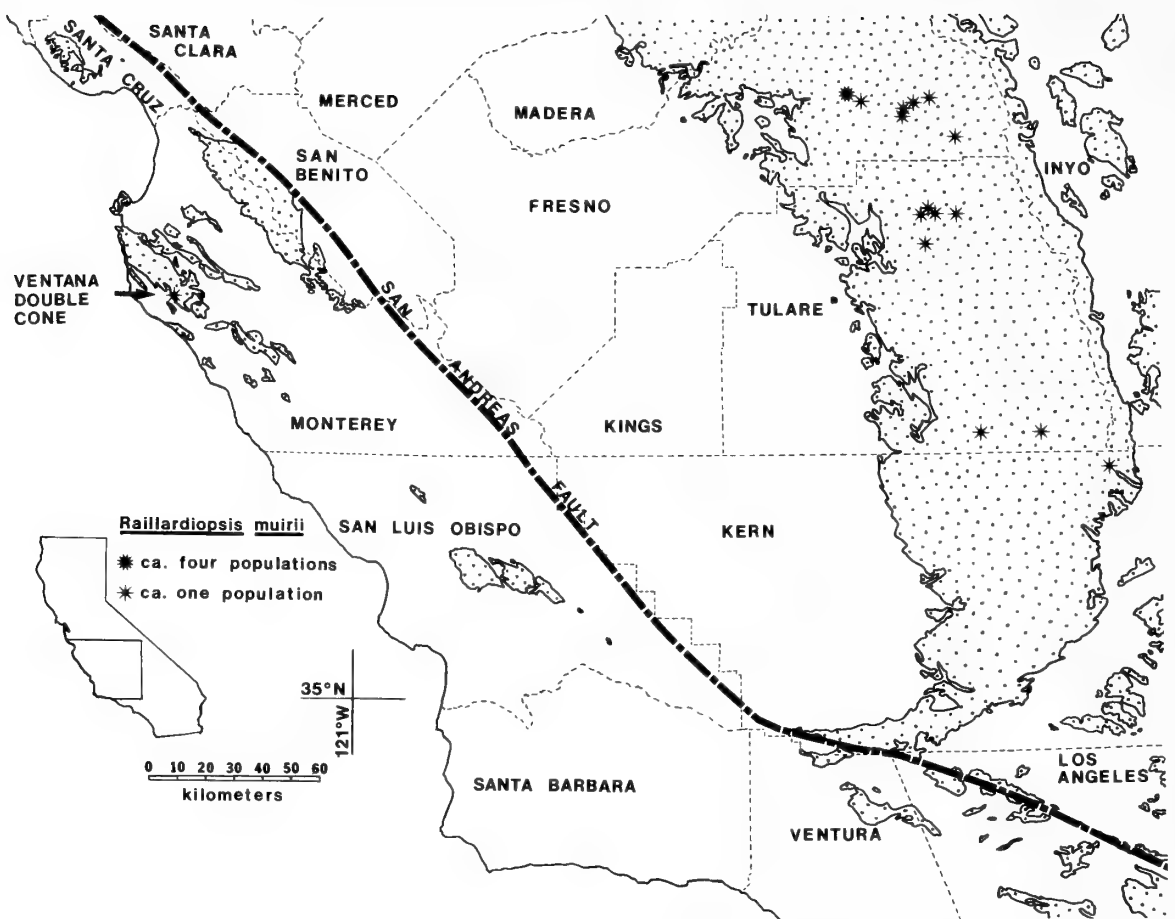 SANTA
CLARA
SANTA CRUZ
MERCED
MADERA
SAN
BENITO
INYO
FRESNO
VENTANA
DOUBLE
CONE
SAN ANDREAS FAULT
TULARE
MONTEREY
KINGS
Raillardiopsis muirii
SAN LUIS OBISPO
KERN
ca. four populations
ca. one population
35°N
121°W
0 10 20 30 40 50 60
kilometers
SANTA BARBARA
LOS
ANGELES
VENTURA